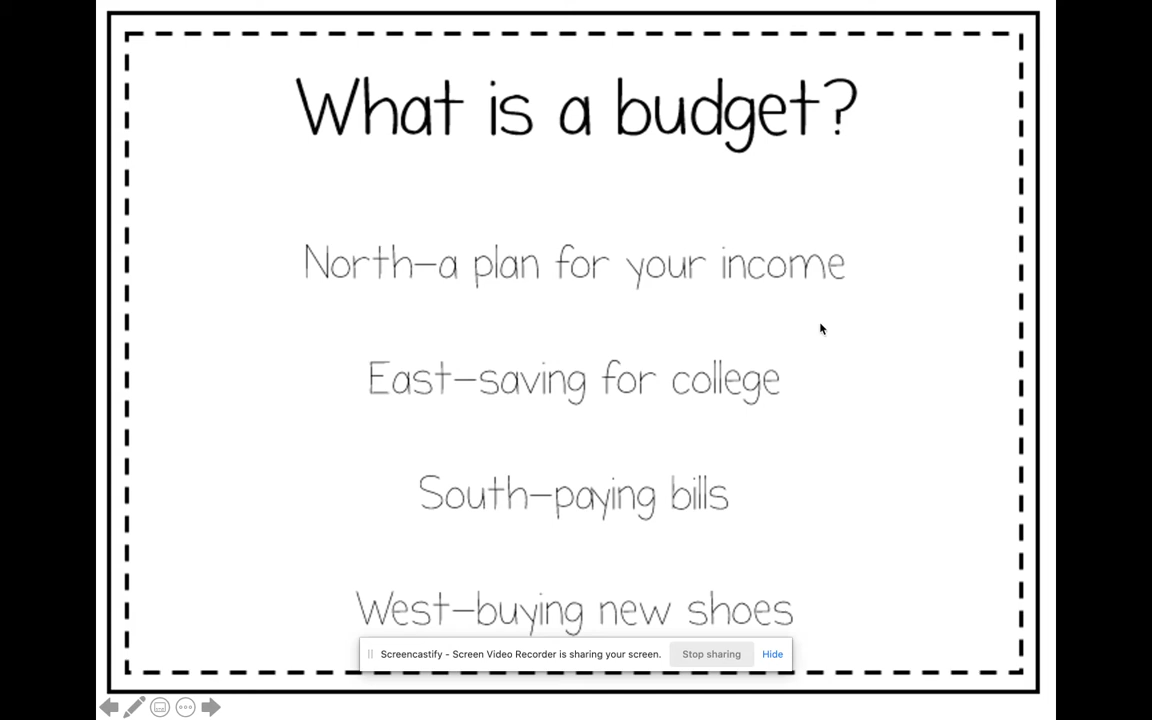 What is a budget?
North-a plan for your income
East-saving for college
South-paying bills
West-buying new shoes
Screencastify - Screen Video Recorder is sharing your screen. Stop sharing Hide